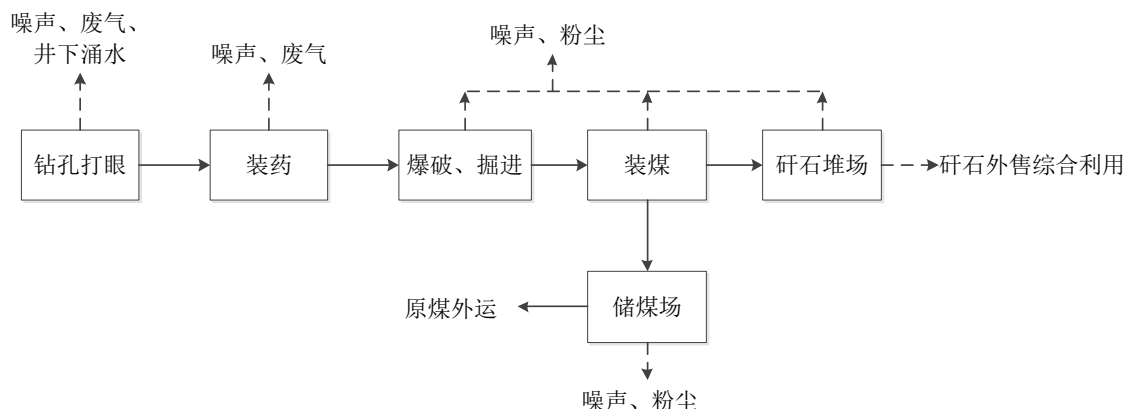 噪声、废气、
井下涌水
噪声、废气
噪声、粉尘
钻孔打眼
装药
爆破、掘进
装煤
矸石堆场
矸石外售综合利用
原煤外运
储煤场
噪声、粉尘